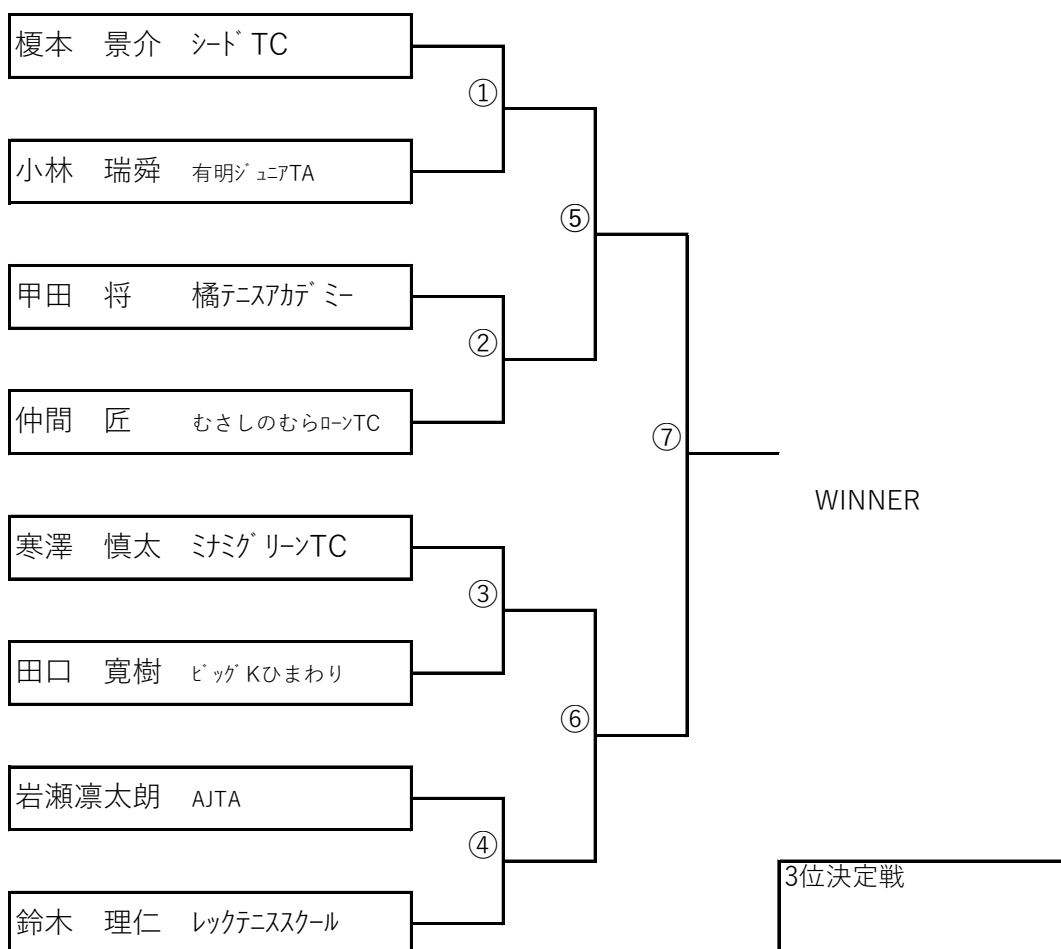 榎本　景介　ｼｰﾄﾞTC
①
小林　瑞舜　有明ｼﾞｭﾆｱTA
⑤
甲田　将　橘ﾃﾆｽｱｶﾃﾞﾐｰ
②
仲間　匠　むさしのむらﾛｰﾝTC
⑦
WINNER
寒澤　慎太　ﾐﾅﾐｸﾞﾘｰﾝTC
③
田口　寛樹　ﾋﾞｯｸﾞKひまわり
⑥
岩瀬凛太朗　AJTA
④
3位決定戦
鈴木　理仁　ﾚｯｸﾃﾆｽｽｸｰﾙ